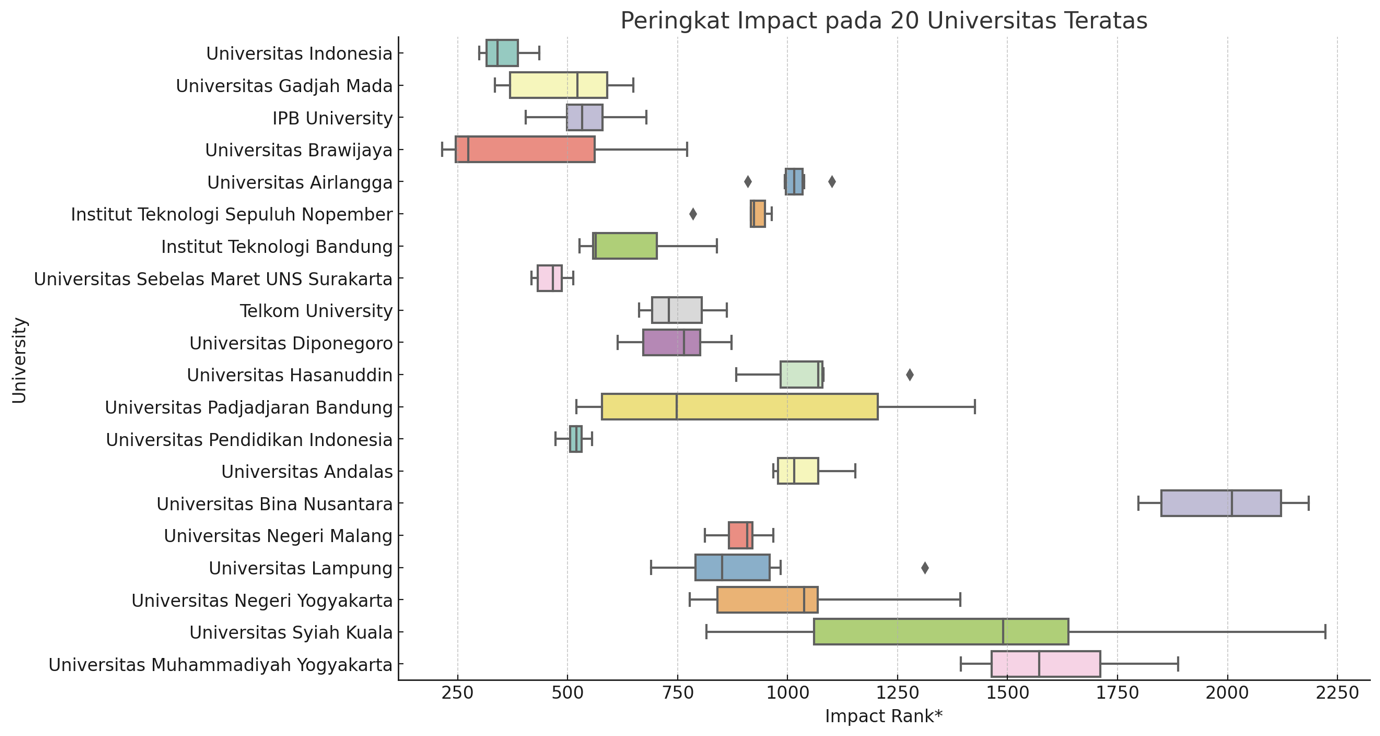 Peringkat Impact pada 20 Universitas Teratas
Universitas Indonesia
Universitas Gadjah Mada
IPB University
Universitas Brawijaya
Universitas Airlangga
Institut Teknologi Sepuluh Nopember
Institut Teknologi Bandung
Universitas Sebelas Maret UNS Surakarta
Telkom University
Universitas Diponegoro
Universitas Hasanuddin
Universitas Padjadjaran Bandung
Universitas Pendidikan Indonesia
Universitas Andalas
Universitas Bina Nusantara
Universitas Negeri Malang
Universitas Lampung
Universitas Negeri Yogyakarta
Universitas Syiah Kuala
Universitas Muhammadiyah Yogyakarta
University
250 500 750 1000 1250 1500 1750 2000 2250
Impact Rank*